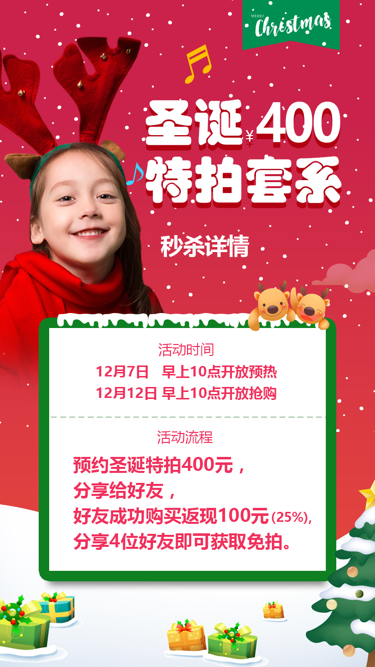 MERRY
Christmas
圣诞¥400
特拍套系
秒杀详情
活动时间
12月7日 早上10点开放预热
12月12日 早上10点开放抢购
活动流程
预约圣诞特拍400元，
分享给好友，
好友成功购买返现100元(25%),
分享4位好友即可获取免拍。